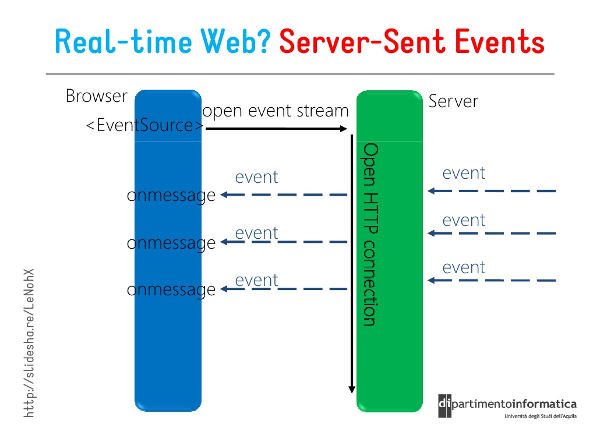 Real-time Web? Server-Sent Events
Browser
Server
open event stream
<EventSource>
Open HTTP connection
event
event
onmessage
event
event
onmessage
event
event
onmessage
http://slidesha.re/LeNohX
dipartimentoinformatica
Università degli Studi dell'Aquila